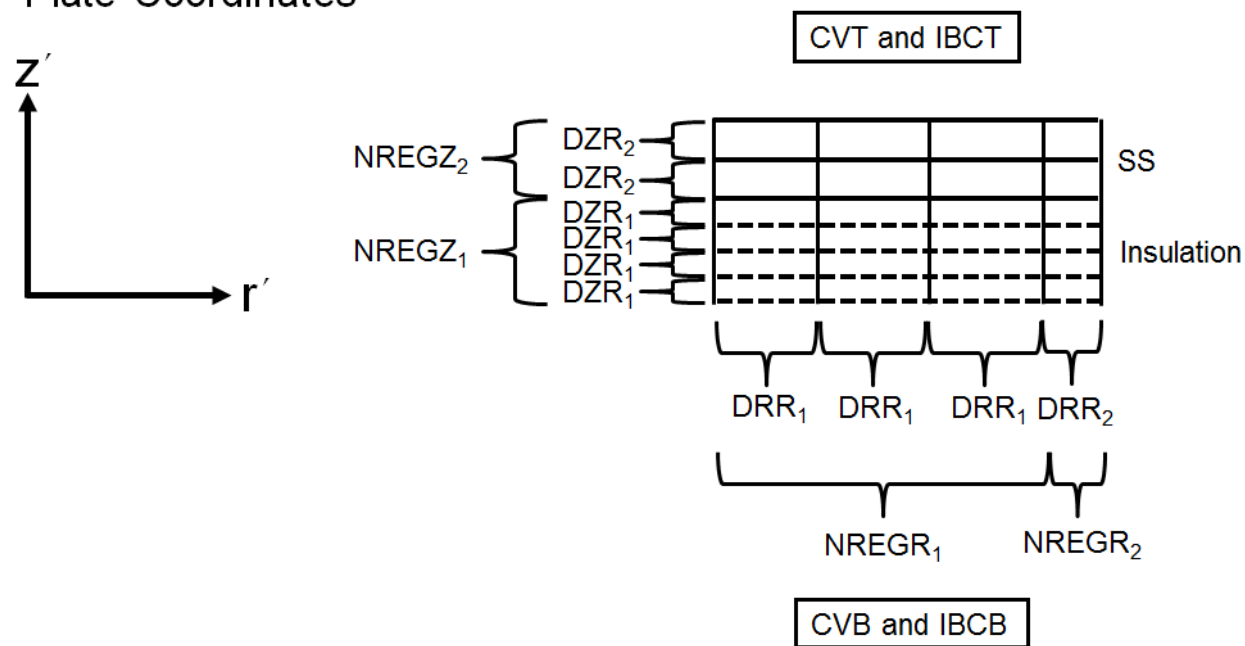 Plate Coordinates
CVT and IBCT
z′
r′
NREGZ₂
DZR₂
DZR₂
NREGZ₁
DZR₁
DZR₁
DZR₁
DZR₁
SS
Insulation
DRR₁ DRR₁ DRR₁ DRR₂
NREGR₁ NREGR₂
CVB and IBCB